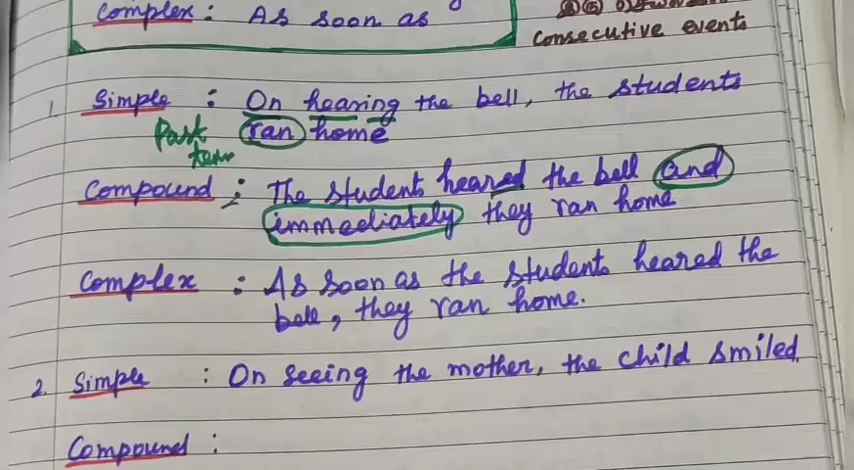 Complex : As soon as
consecutive events
1. Simple : On hearing the bell, the students
Past ran home
tense
Compound : The students heared the bell and
immediately they ran home
Complex : As soon as the students heared the
bell, they ran home.
2. Simple : On seeing the mother, the child smiled.
Compound :